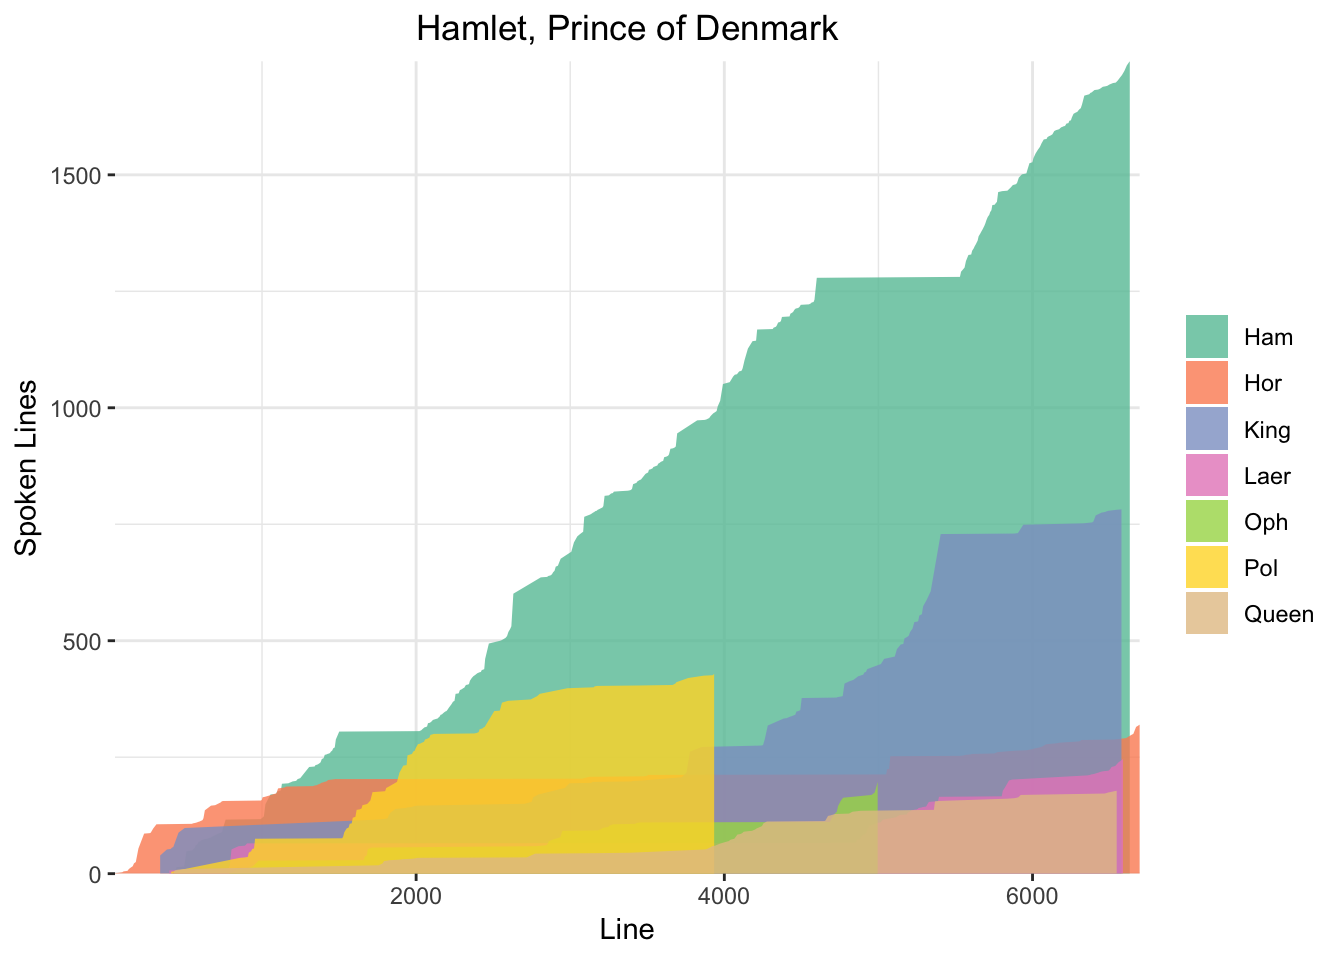 Hamlet, Prince of Denmark
Spoken Lines
1500
1000
500
0
2000
4000
6000
Line
Ham
Hor
King
Laer
Oph
Pol
Queen